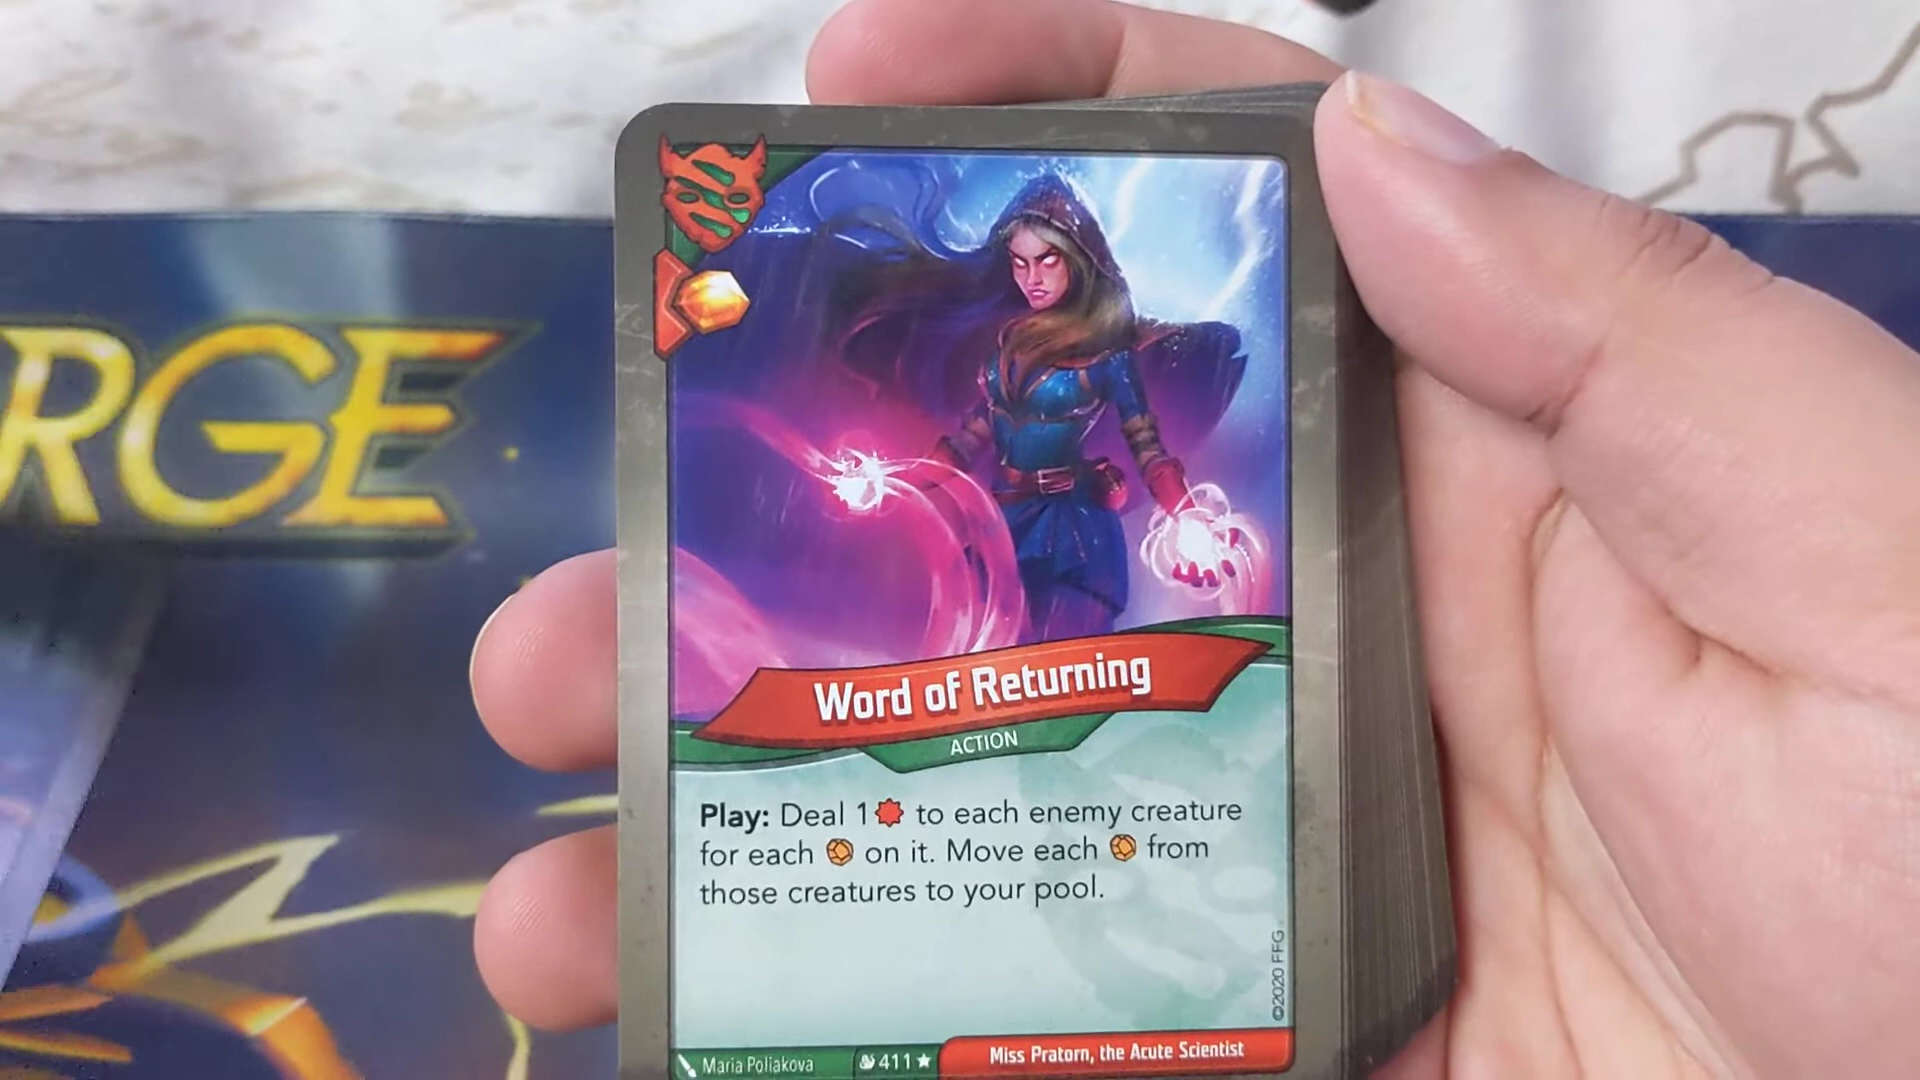 RGE
Word of Returning
ACTION
Play: Deal 1 to each enemy creature
for each on it. Move each from
those creatures to your pool.
©2020 FFG
Maria Poliakova
411
Miss Pratorn, the Acute Scientist